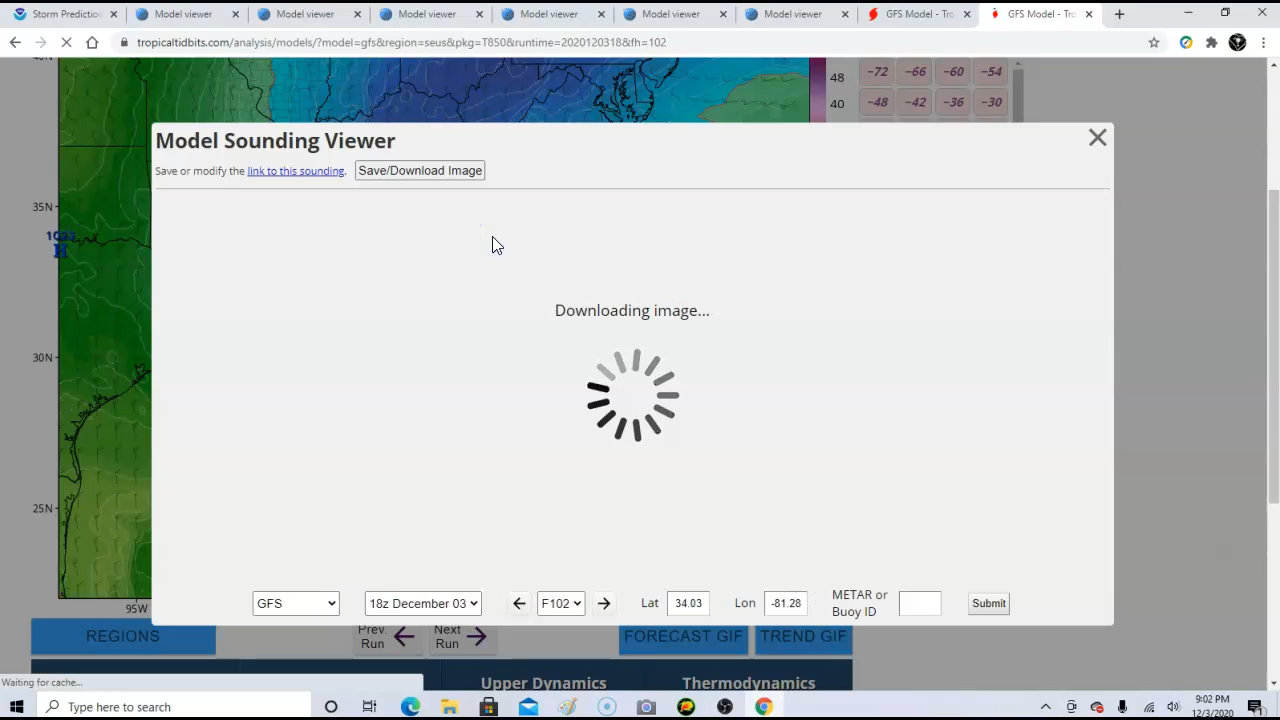 Storm Predictio
Model viewer
Model viewer
Model viewer
Model viewer
Model viewer
Model viewer
GFS Model - Tro
GFS Model - Tro
tropicaltidbits.com/analysis/models/?model=gfs&region=seus&pkg=T850&runtime=2020120318&fh=102
48
-72 -66 -60 -54
40
-48 -42 -36 -30
Model Sounding Viewer
Save or modify the link to this sounding. Save/Download Image
35N
H
Downloading image...
30N
25N
GFS
18z December 03
F102
Lat 34.03
Lon -81.28
METAR or
Buoy ID
Submit
95W
REGIONS
Prev.
Run
Next
Run
FORECAST GIF
TREND GIF
Waiting for cache...
Upper Dynamics
Thermodynamics
Type here to search
9:02 PM
12/3/2020